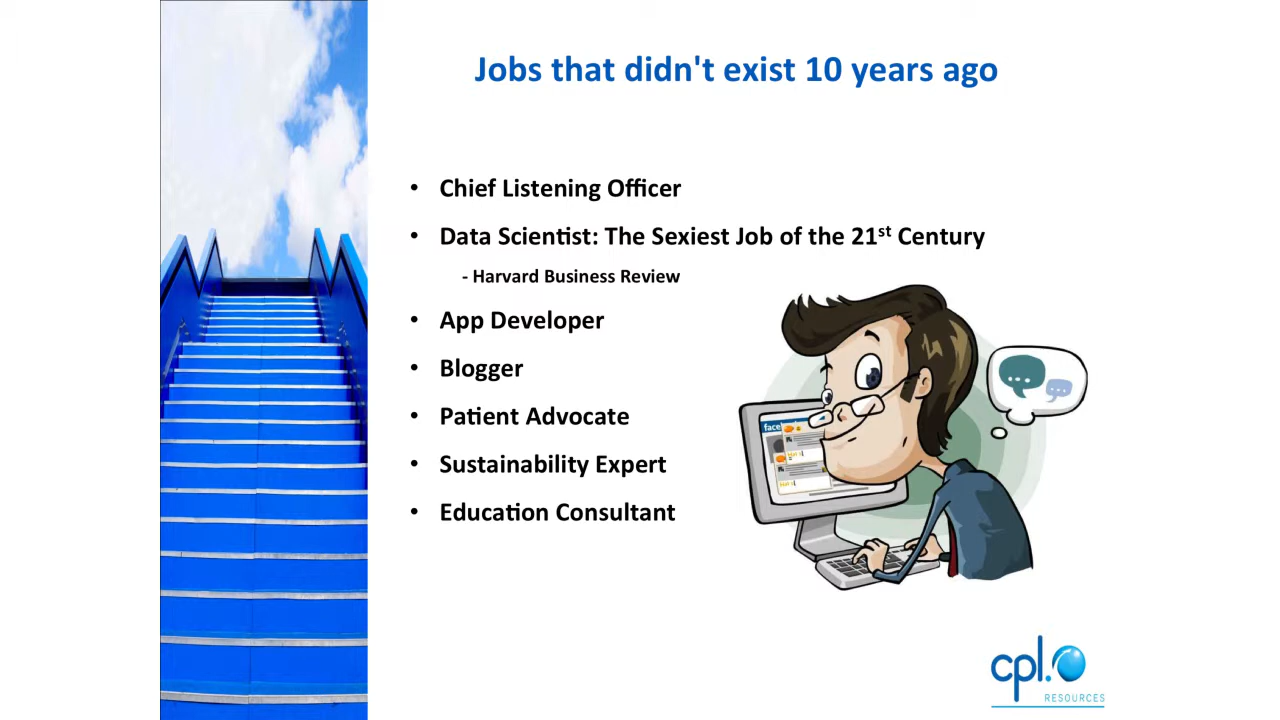 Jobs that didn't exist 10 years ago
• Chief Listening Officer
• Data Scientist: The Sexiest Job of the 21st Century
- Harvard Business Review
• App Developer
• Blogger
• Patient Advocate
• Sustainability Expert
• Education Consultant
face
cpl.
RESOURCES